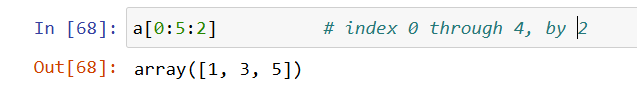 In [68]: a[0:5:2] # index 0 through 4, by 2
Out[68]: array([1, 3, 5])